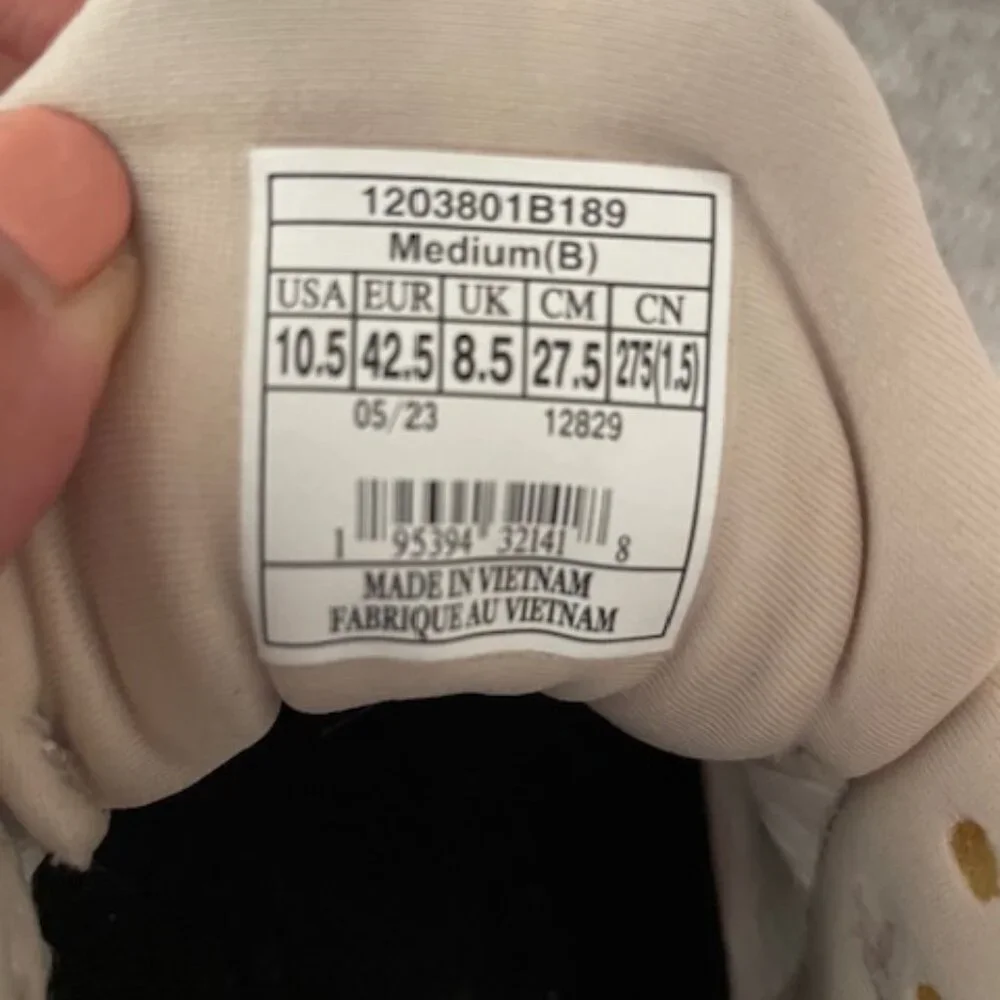 1203801B189
Medium(B)
USA EUR UK CM CN
10.5 42.5 8.5 27.5 275(1.5)
05/23 12829
1 95394 32141 8
MADE IN VIETNAM
FABRIQUE AU VIETNAM